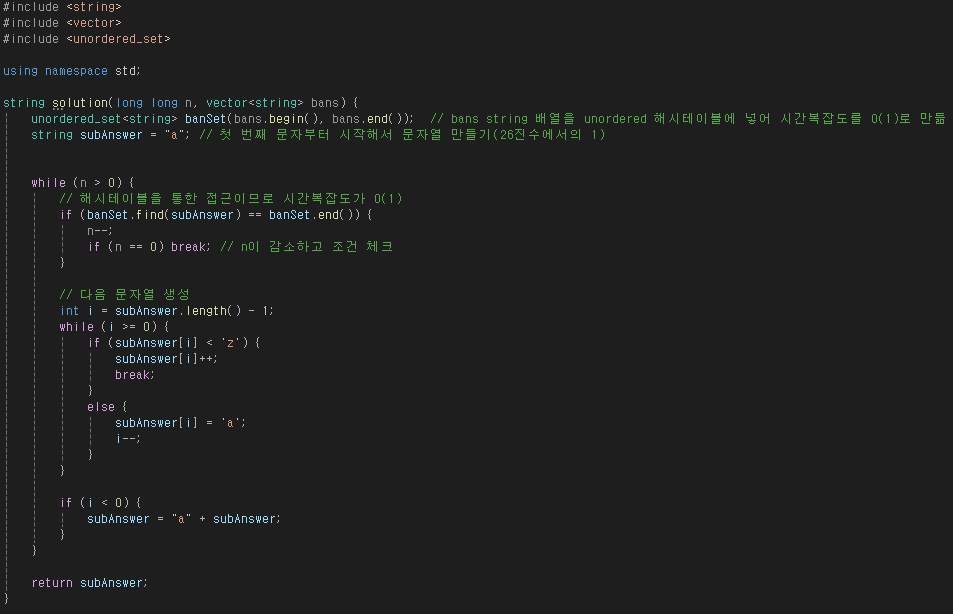 #include <string>
#include <vector>
#include <unordered_set>
using namespace std;
string solution(long long n, vector<string> bans) {
unordered_set<string> banSet(bans.begin(), bans.end());  // bans string 배열을 unordered 해시테이블에 넣어 시간복잡도를 O(1)로 만듦
string subAnswer = "a"; // 첫 번째 문자부터 시작해서 문자열 만들기(26진수에서의 1)
while (n > 0) {
// 해시테이블을 통한 접근이므로 시간복잡도가 O(1)
if (banSet.find(subAnswer) == banSet.end()) {
n--;
if (n == 0) break; // n이 감소하고 조건 체크
}
// 다음 문자열 생성
int i = subAnswer.length() - 1;
while (i >= 0) {
if (subAnswer[i] < 'z') {
subAnswer[i]++;
break;
}
else {
subAnswer[i] = 'a';
i--;
}
}
if (i < 0) {
subAnswer = "a" + subAnswer;
}
}
return subAnswer;
}